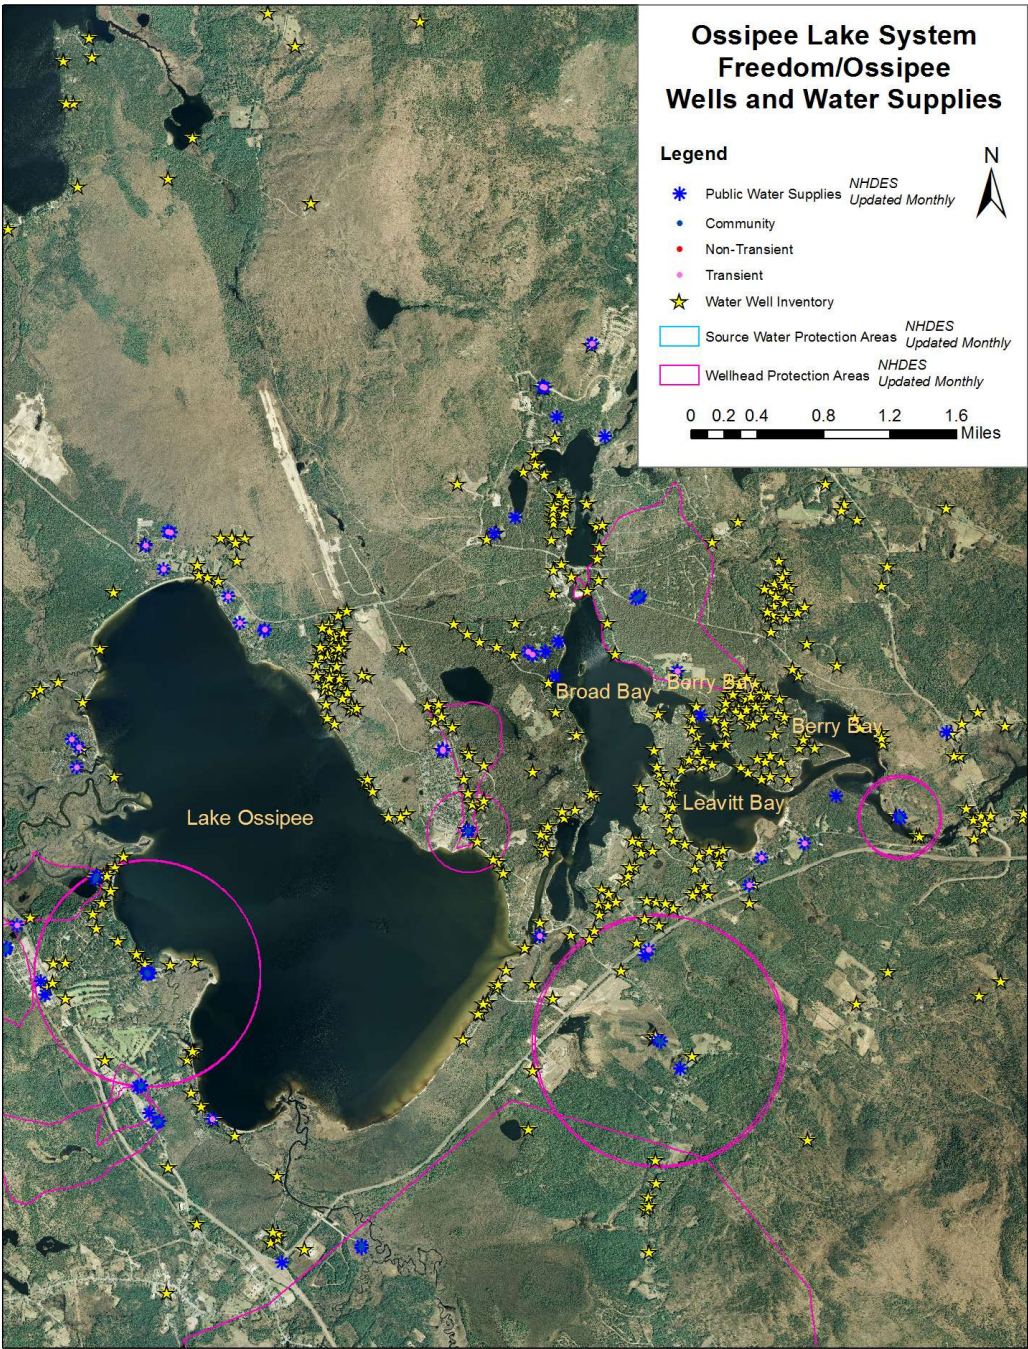 Ossipee Lake System
Freedom/Ossipee
Wells and Water Supplies
Legend
N
Public Water Supplies NHDES
Updated Monthly
Community
Non-Transient
Transient
Water Well Inventory
Source Water Protection Areas NHDES
Updated Monthly
Wellhead Protection Areas NHDES
Updated Monthly
0 0.2 0.4 0.8 1.2 1.6
Miles
Broad Bay
Berry Bay
Berry Bay
Leavitt Bay
Lake Ossipee